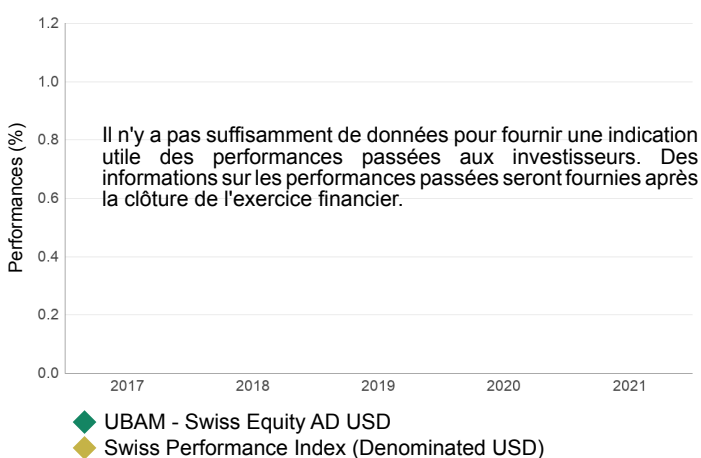 1.2
1.0
0.8
0.6
0.4
0.2
0.0
Performances (%)
Il n'y a pas suffisamment de données pour fournir une indication
utile des performances passées aux investisseurs. Des
informations sur les performances passées seront fournies après
la clôture de l'exercice financier.
2017 2018 2019 2020 2021
UBAM - Swiss Equity AD USD
Swiss Performance Index (Denominated USD)